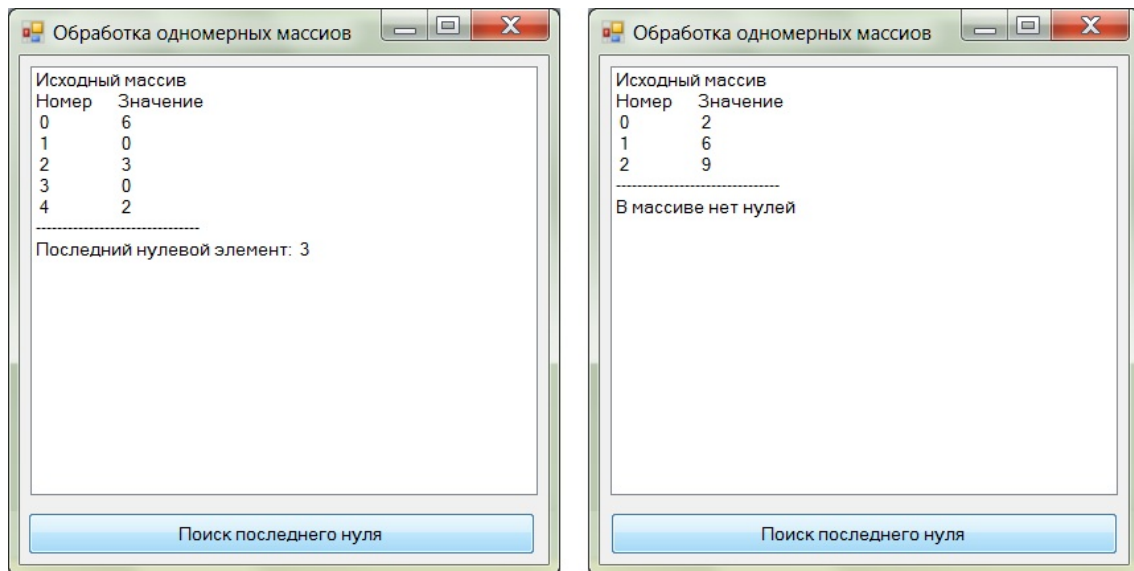 Обработка одномерных массиов
Исходный массив
Номер Значение
0 6
1 0
2 3
3 0
4 2
-------------------------------
Последний нулевой элемент: 3
Поиск последнего нуля
Обработка одномерных массиов
Исходный массив
Номер Значение
0 2
1 6
2 9
-------------------------------
В массиве нет нулей
Поиск последнего нуля